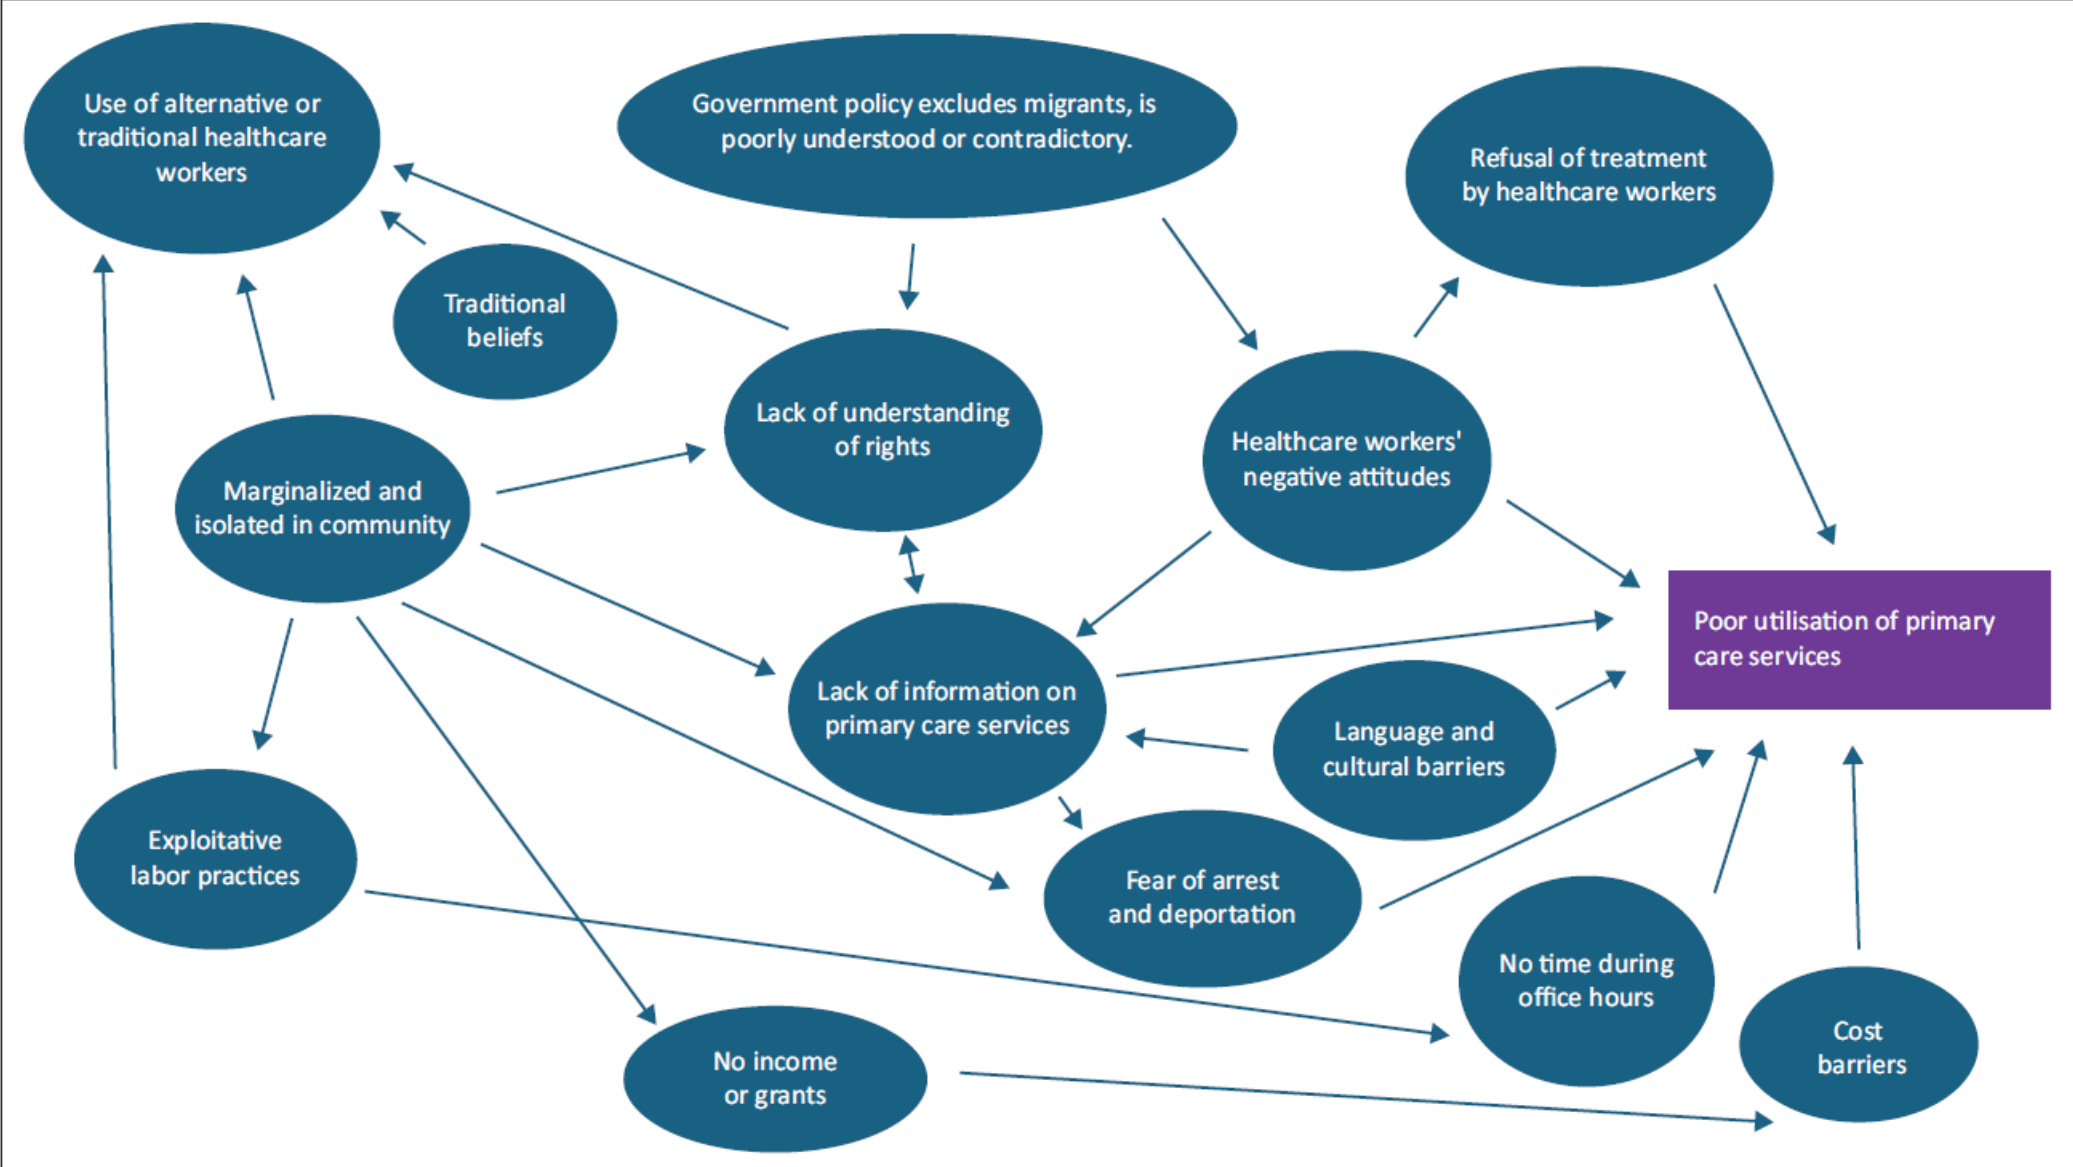 Use of alternative or
traditional healthcare
workers
Government policy excludes migrants, is
poorly understood or contradictory.
Refusal of treatment
by healthcare workers
Traditional
beliefs
Lack of understanding
of rights
Healthcare workers'
negative attitudes
Marginalized and
isolated in community
Poor utilisation of primary
care services
Lack of information on
primary care services
Language and
cultural barriers
Exploitative
labor practices
Fear of arrest
and deportation
No time during
office hours
Cost
barriers
No income
or grants